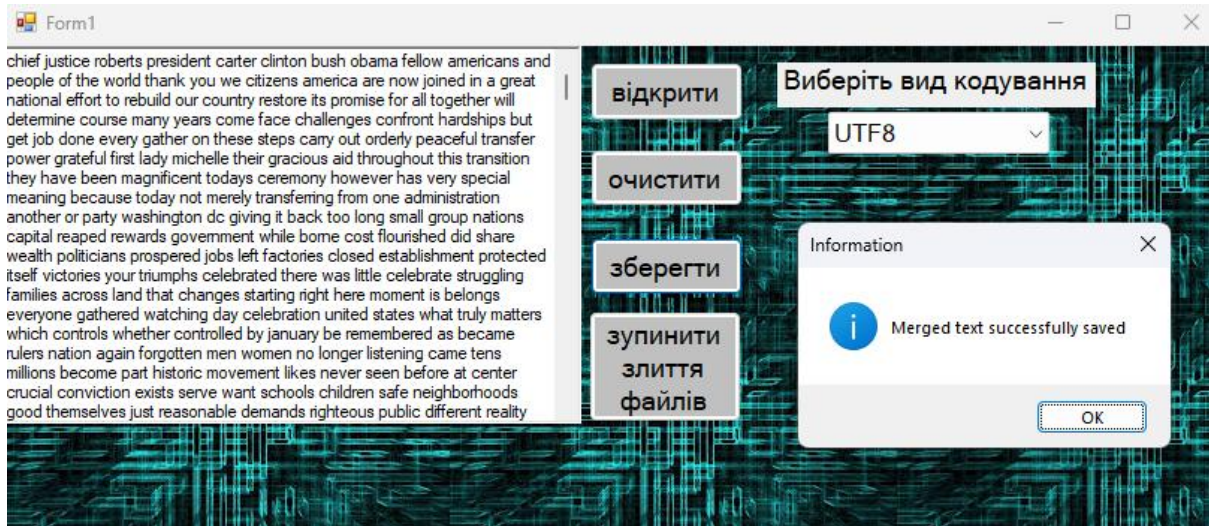 Form1
chief justice roberts president carter clinton bush obama fellow americans and
people of the world thank you we citizens america are now joined in a great
national effort to rebuild our country restore its promise for all together will
determine course many years come face challenges confront hardships but
get job done every gather on these steps carry out orderly peaceful transfer
power grateful first lady michelle their gracious aid throughout this transition
they have been magnificent todays ceremony however has very special
meaning because today not merely transferring from one administration
another or party washington dc giving it back too long small group nations
capital reaped rewards government while borne cost flourished did share
wealth politicians prospered jobs left factories closed establishment protected
itself victories your triumphs celebrated there was little celebrate struggling
families across land that changes starting right here moment is belongs
everyone gathered watching day celebration united states what truly matters
which controls whether controlled by january be remembered as became
rulers nation again forgotten men women no longer listening came tens
millions become part historic movement likes never seen before at center
crucial conviction exists serve want schools children safe neighborhoods
good themselves just reasonable demands righteous public different reality
відкрити
очистити
зберегти
зупинити
злиття
файлів
Виберіть вид кодування
UTF8
Information
Merged text successfully saved
OK